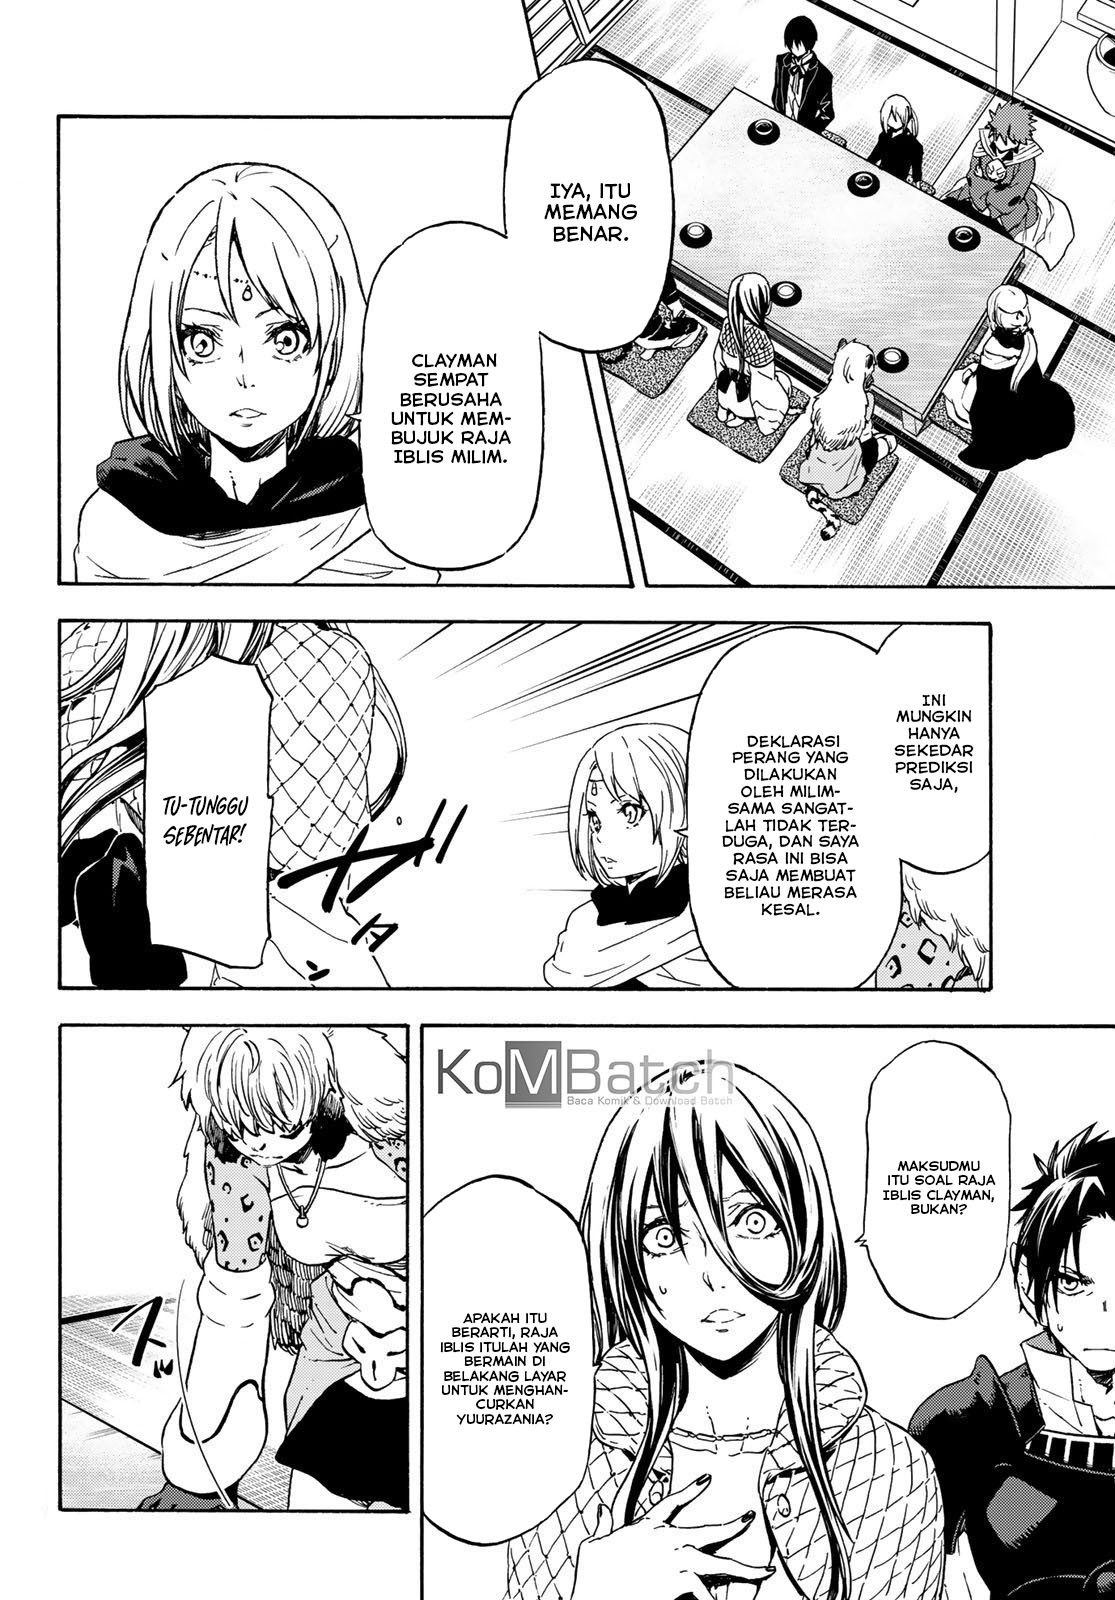 IYA, ITU
MEMANG
BENAR.
CLAYMAN
SEMPAT
BERUSAHA
UNTUK MEM-
BUJUK RAJA
IBLIS MILIM.
INI
MUNGKIN
HANYA
SEKEDAR
PREDIKSI
SAJA,
DEKLARASI
PERANG YANG
DILAKUKAN
OLEH MILIM-
SAMA SANGAT-
LAH TIDAK TER-
DUGA, DAN SAYA
RASA INI BISA
SAJA MEMBUAT
BELIAU MERASA
KESAL.
TU-TUNGGU
SEBENTAR!
KoMBatch
Baca Komik & Download Batch
MAKSUDMU
ITU SOAL RAJA
IBLIS CLAYMAN,
BUKAN?
APAKAH ITU
BERARTI, RAJA
IBLIS ITULAH YANG
BERMAIN DI
BELAKANG LAYAR
UNTUK MENGHAN-
CURKAN
YUURAZANIA?